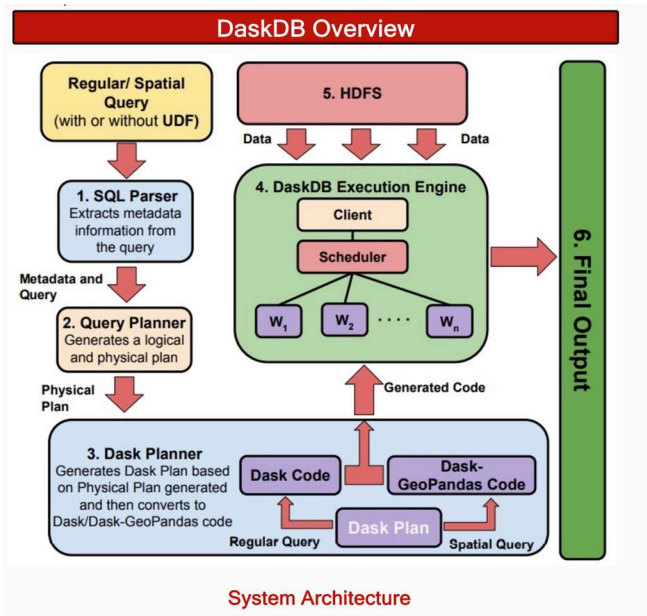 DaskDB Overview
Regular/ Spatial
Query
(with or without UDF)
1. SQL Parser
Extracts metadata
information from
the query
Metadata and
Query
2. Query Planner
Generates a logical
and physical plan
Physical
Plan
3. Dask Planner
Generates Dask Plan based
on Physical Plan generated
and then converts to
Dask/Dask-GeoPandas code
Dask Code
Dask-
GeoPandas Code
Dask Plan
Regular Query
Spatial Query
Generated Code
4. DaskDB Execution Engine
Client
Scheduler
W1
W2
. . . .
Wn
5. HDFS
Data
Data
6. Final Output
System Architecture